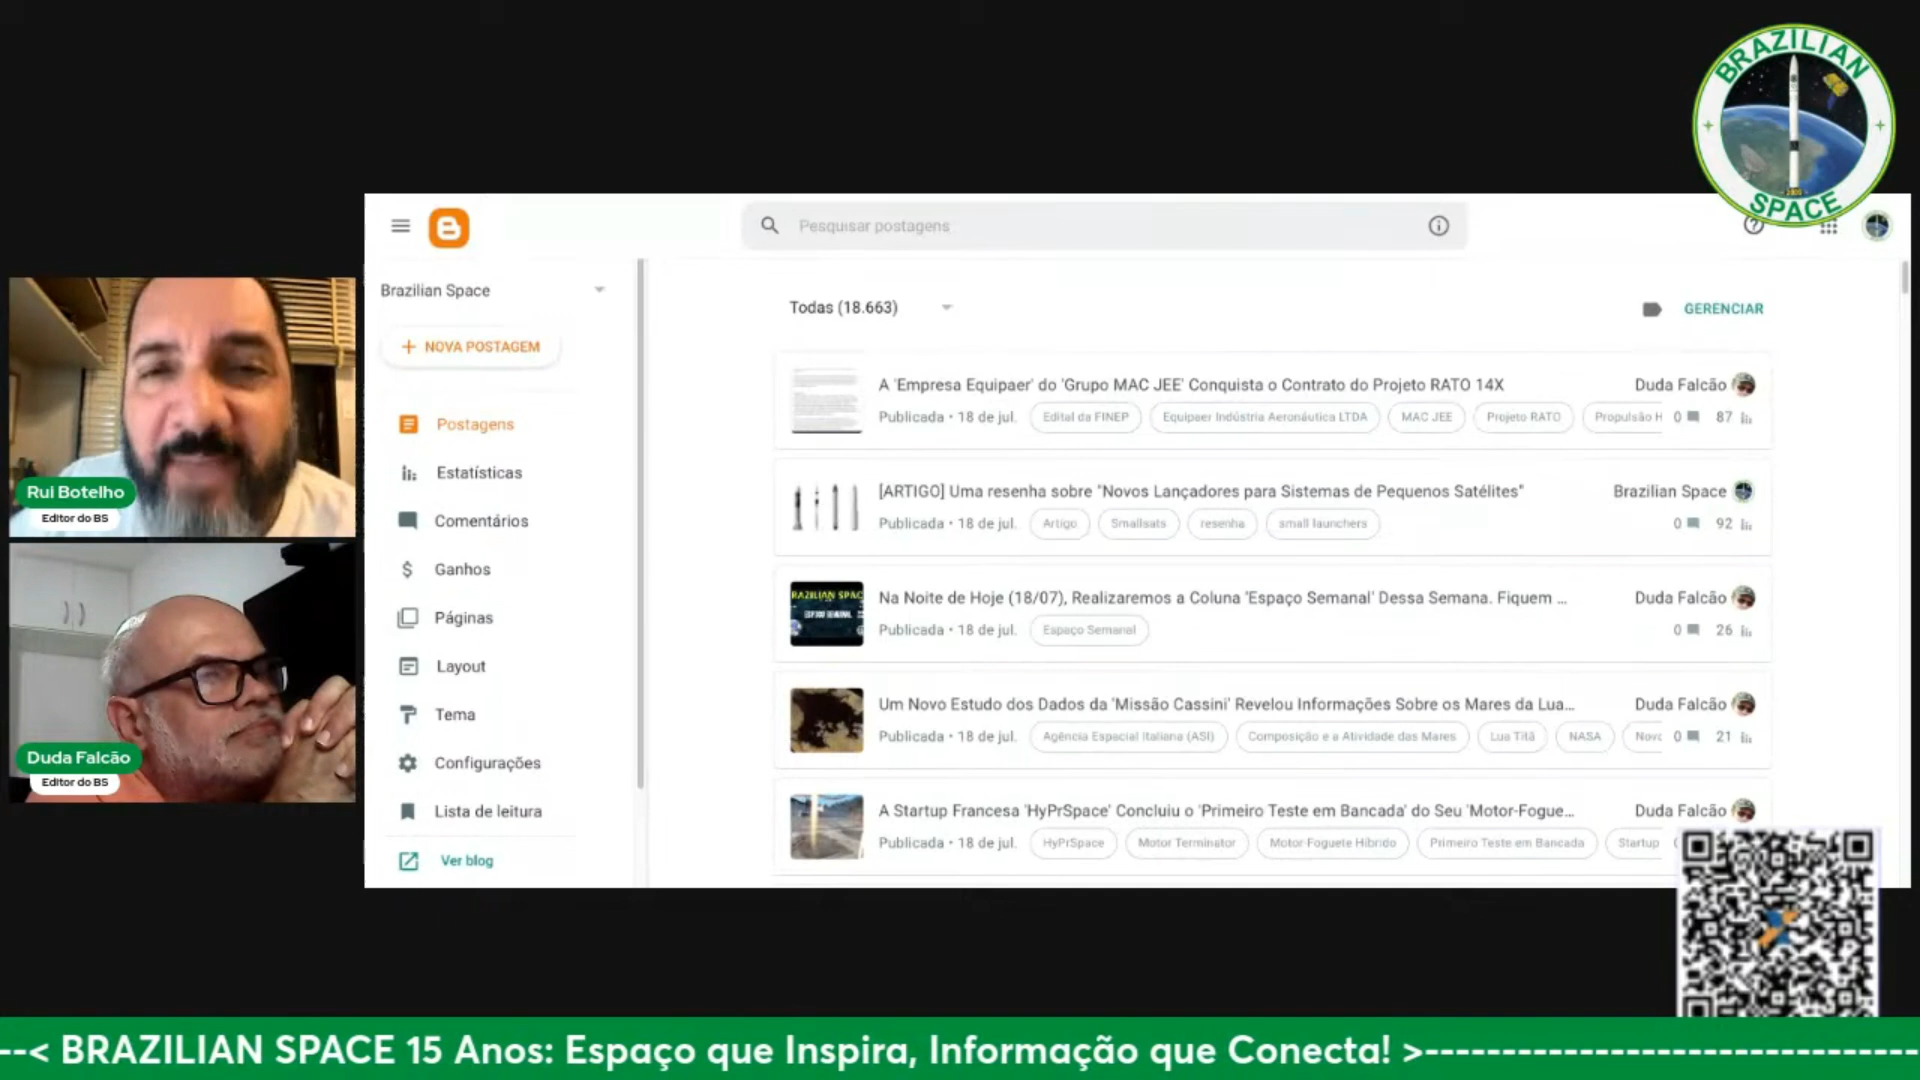 BRAZILIAN
SPACE
Pesquisar postagens
Brazilian Space
NOVA POSTAGEM
Postagens
Estatísticas
Comentários
Ganhos
Páginas
Layout
Tema
Configurações
Lista de leitura
Ver blog
Todas (18.663)
GERENCIAR
A 'Empresa Equipaer' do 'Grupo MAC JEE' Conquista o Contrato do Projeto RATO 14X
Duda Falcão
Publicada • 18 de jul. Edital da FINEP Equipaer Indústria Aeronáutica LTDA MAC JEE Projeto RATO Propulsão H 0 87
[ARTIGO] Uma resenha sobre "Novos Lançadores para Sistemas de Pequenos Satélites"
Brazilian Space
Publicada • 18 de jul. Artigo Smallsats resenha small launchers 0 92
Na Noite de Hoje (18/07), Realizaremos a Coluna 'Espaço Semanal' Dessa Semana. Fiquem ...
Duda Falcão
Publicada • 18 de jul. Espaço Semanal 0 26
Um Novo Estudo dos Dados da 'Missão Cassini' Revelou Informações Sobre os Mares da Lua...
Duda Falcão
Publicada • 18 de jul. Agência Espacial Italiana (ASI) Composição e a Atividade das Mares Lua Titã NASA Novo 0 21
A Startup Francesa 'HyPrSpace' Concluiu o 'Primeiro Teste em Bancada' do Seu 'Motor-Fogue...
Duda Falcão
Publicada • 18 de jul. HyPrSpace Motor Terminator Motor-Foguete Híbrido Primeiro Teste em Bancada Startup
Rui Botelho
Editor do BS
Duda Falcão
Editor do BS
--< BRAZILIAN SPACE 15 Anos: Espaço que Inspira, Informação que Conecta! >------------------------------